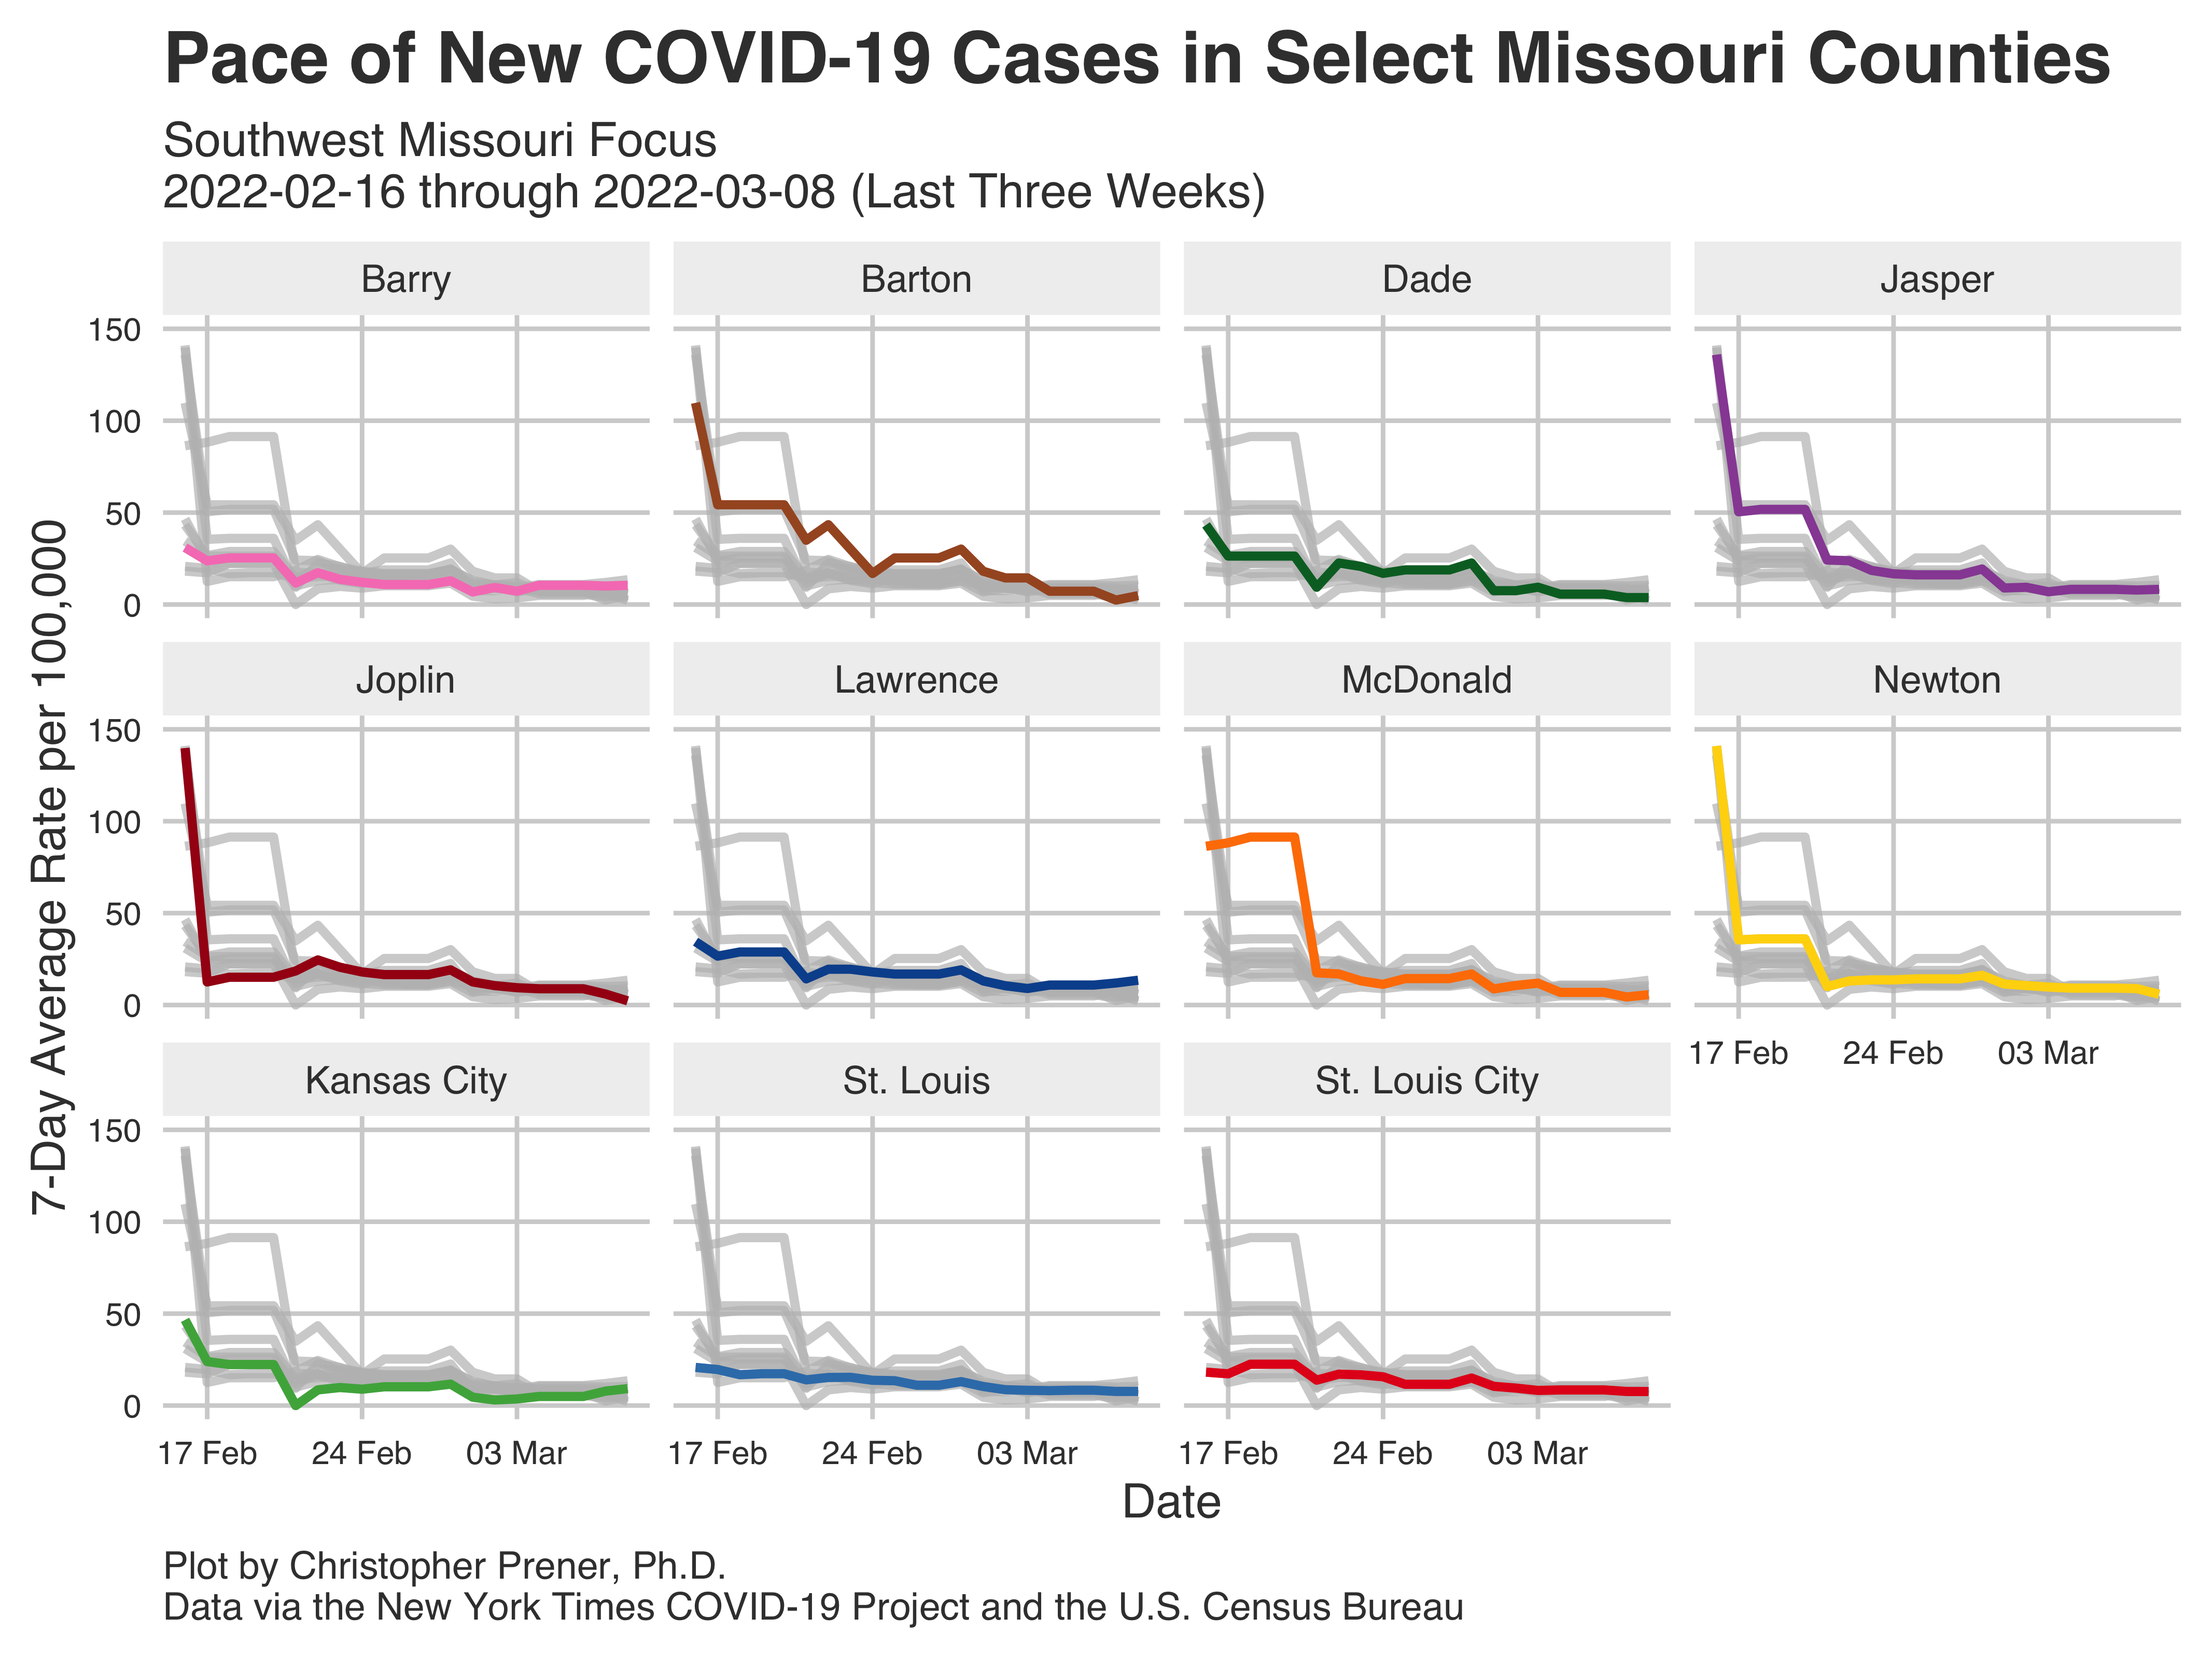 Pace of New COVID-19 Cases in Select Missouri Counties
Southwest Missouri Focus
2022-02-16 through 2022-03-08 (Last Three Weeks)
7-Day Average Rate per 100,000
Barry
Barton
Dade
Jasper
150
100
50
0
Joplin
Lawrence
McDonald
Newton
150
100
50
0
17 Feb
24 Feb
03 Mar
Kansas City
St. Louis
St. Louis City
150
100
50
0
17 Feb
24 Feb
03 Mar
17 Feb
24 Feb
03 Mar
17 Feb
24 Feb
03 Mar
Date
Plot by Christopher Prener, Ph.D.
Data via the New York Times COVID-19 Project and the U.S. Census Bureau